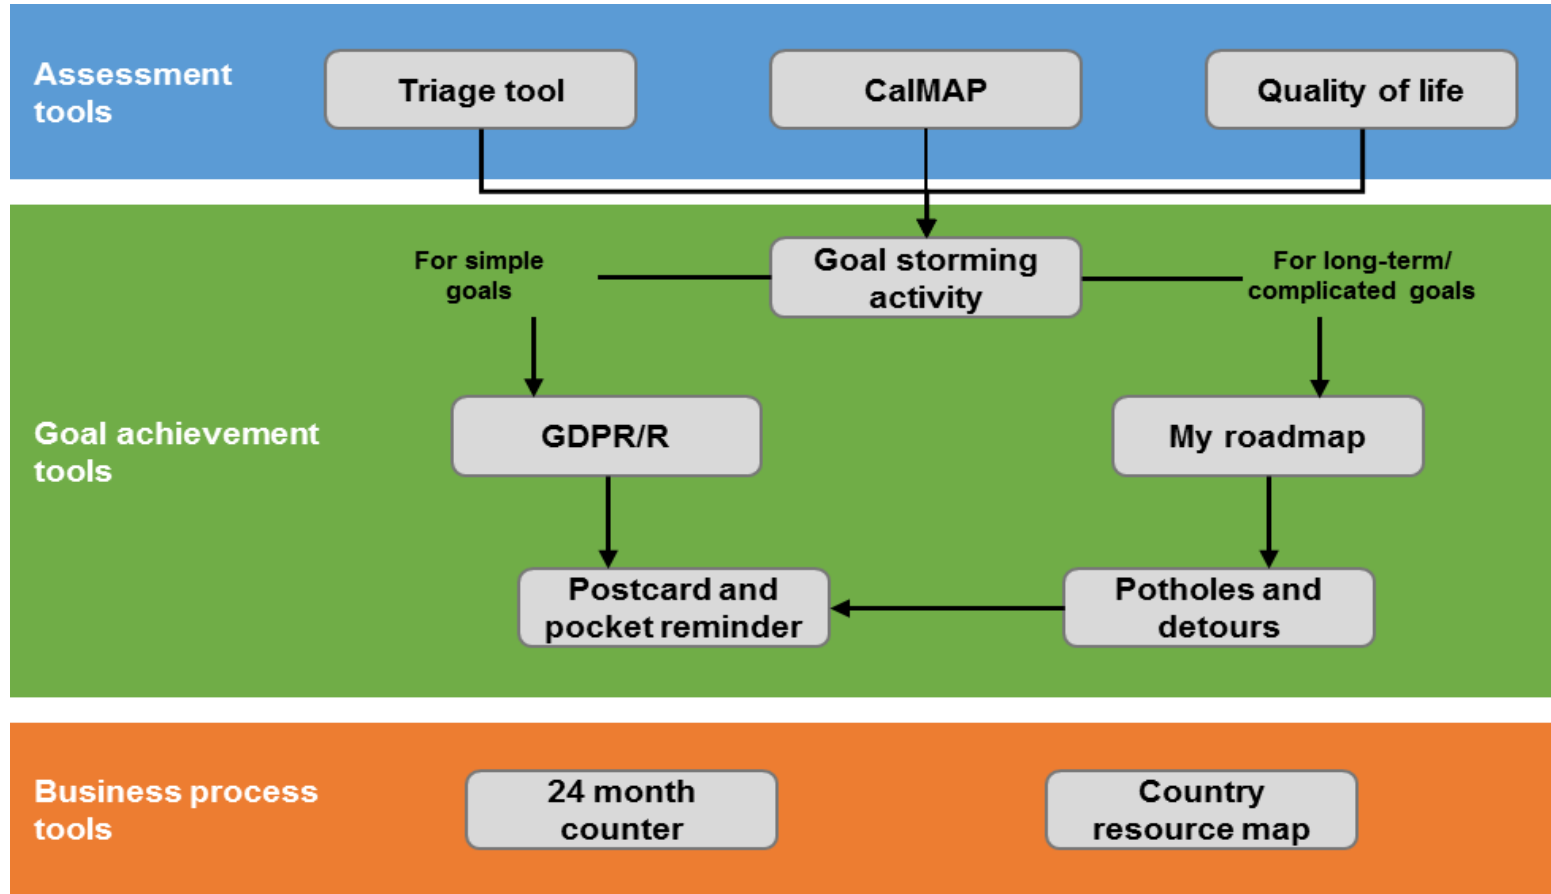 Assessment
tools
Triage tool
CalMAP
Quality of life
For simple
goals
Goal storming
activity
For long-term/
complicated goals
Goal achievement
tools
GDPR/R
My roadmap
Postcard and
pocket reminder
Potholes and
detours
Business process
tools
24 month
counter
Country
resource map